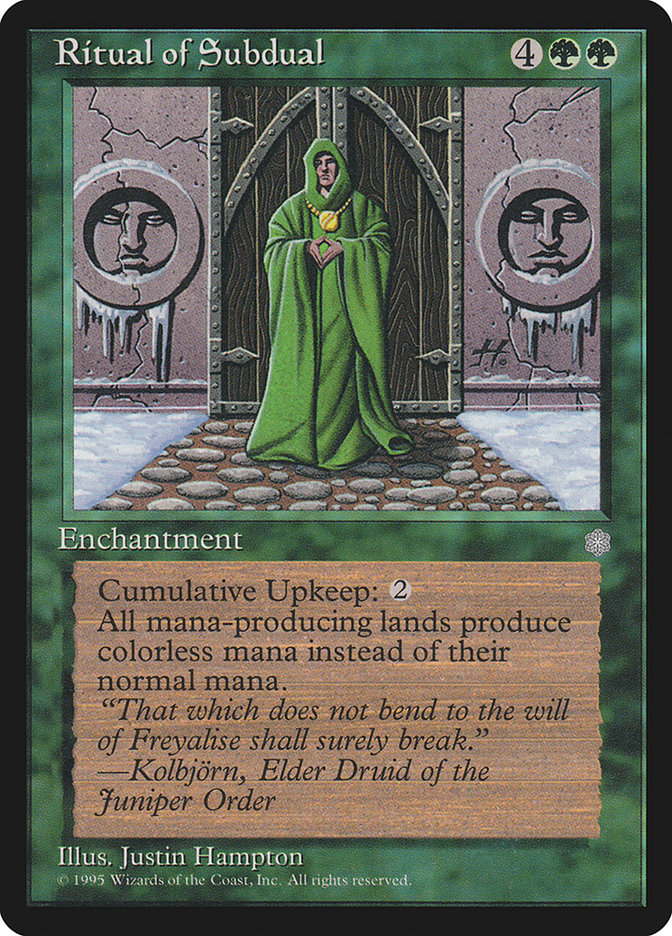 Ritual of Subdual 4
Enchantment
Cumulative Upkeep: 2
All mana-producing lands produce
colorless mana instead of their
normal mana.
“That which does not bend to the will
of Freyalise shall surely break.”
—Kolbjörn, Elder Druid of the
Juniper Order
Illus. Justin Hampton
© 1995 Wizards of the Coast, Inc. All rights reserved.